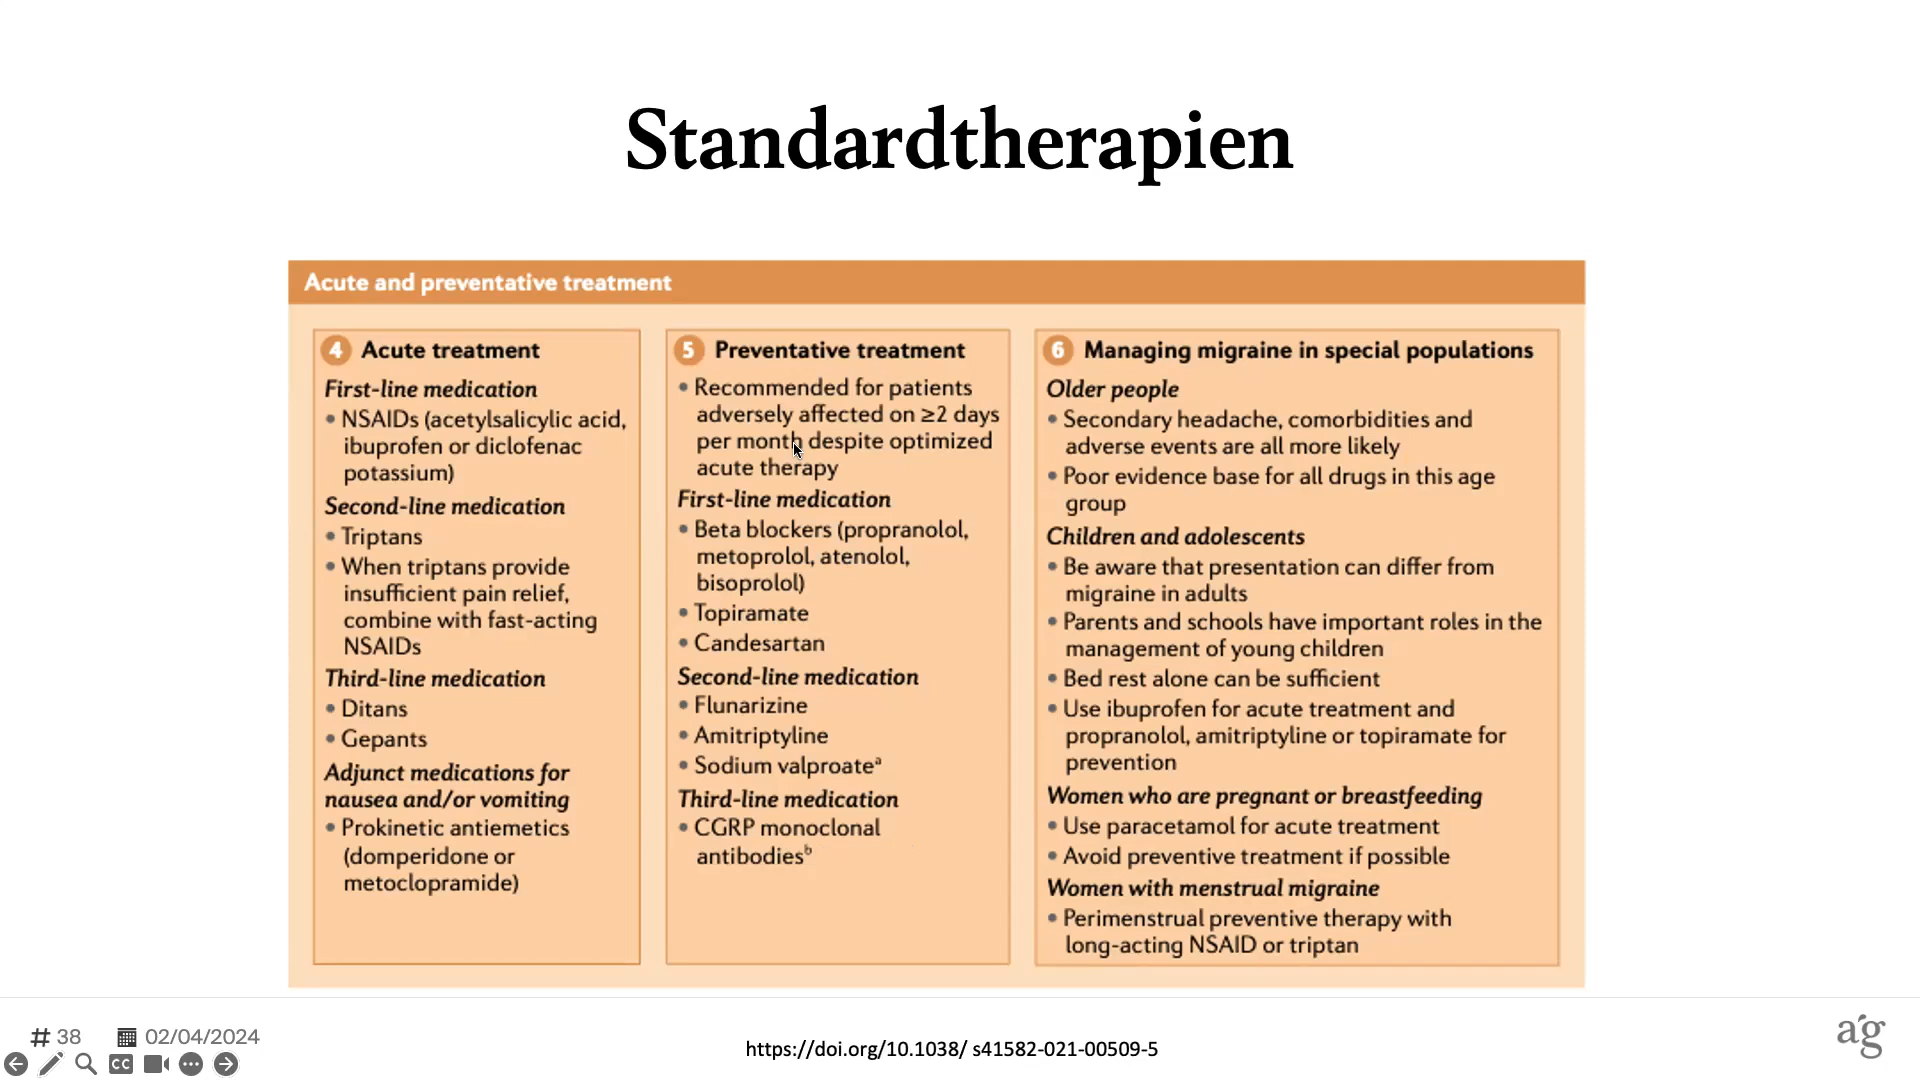 Standardtherapien
Acute and preventative treatment
4 Acute treatment
First-line medication
• NSAIDs (acetylsalicylic acid,
ibuprofen or diclofenac
potassium)
Second-line medication
• Triptans
• When triptans provide
insufficient pain relief,
combine with fast-acting
NSAIDs
Third-line medication
• Ditans
• Gepants
Adjunct medications for
nausea and/or vomiting
• Prokinetic antiemetics
(domperidone or
metoclopramide)
5 Preventative treatment
• Recommended for patients
adversely affected on ≥2 days
per month despite optimized
acute therapy
First-line medication
• Beta blockers (propranolol,
metoprolol, atenolol,
bisoprolol)
• Topiramate
• Candesartan
Second-line medication
• Flunarizine
• Amitriptyline
• Sodium valproateᵃ
Third-line medication
• CGRP monoclonal
antibodiesᵇ
6 Managing migraine in special populations
Older people
• Secondary headache, comorbidities and
adverse events are all more likely
• Poor evidence base for all drugs in this age
group
Children and adolescents
• Be aware that presentation can differ from
migraine in adults
• Parents and schools have important roles in the
management of young children
• Bed rest alone can be sufficient
• Use ibuprofen for acute treatment and
propranolol, amitriptyline or topiramate for
prevention
Women who are pregnant or breastfeeding
• Use paracetamol for acute treatment
• Avoid preventive treatment if possible
Women with menstrual migraine
• Perimenstrual preventive therapy with
long-acting NSAID or triptan
# 38 02/04/2024
CC
https://doi.org/10.1038/ s41582-021-00509-5
ag